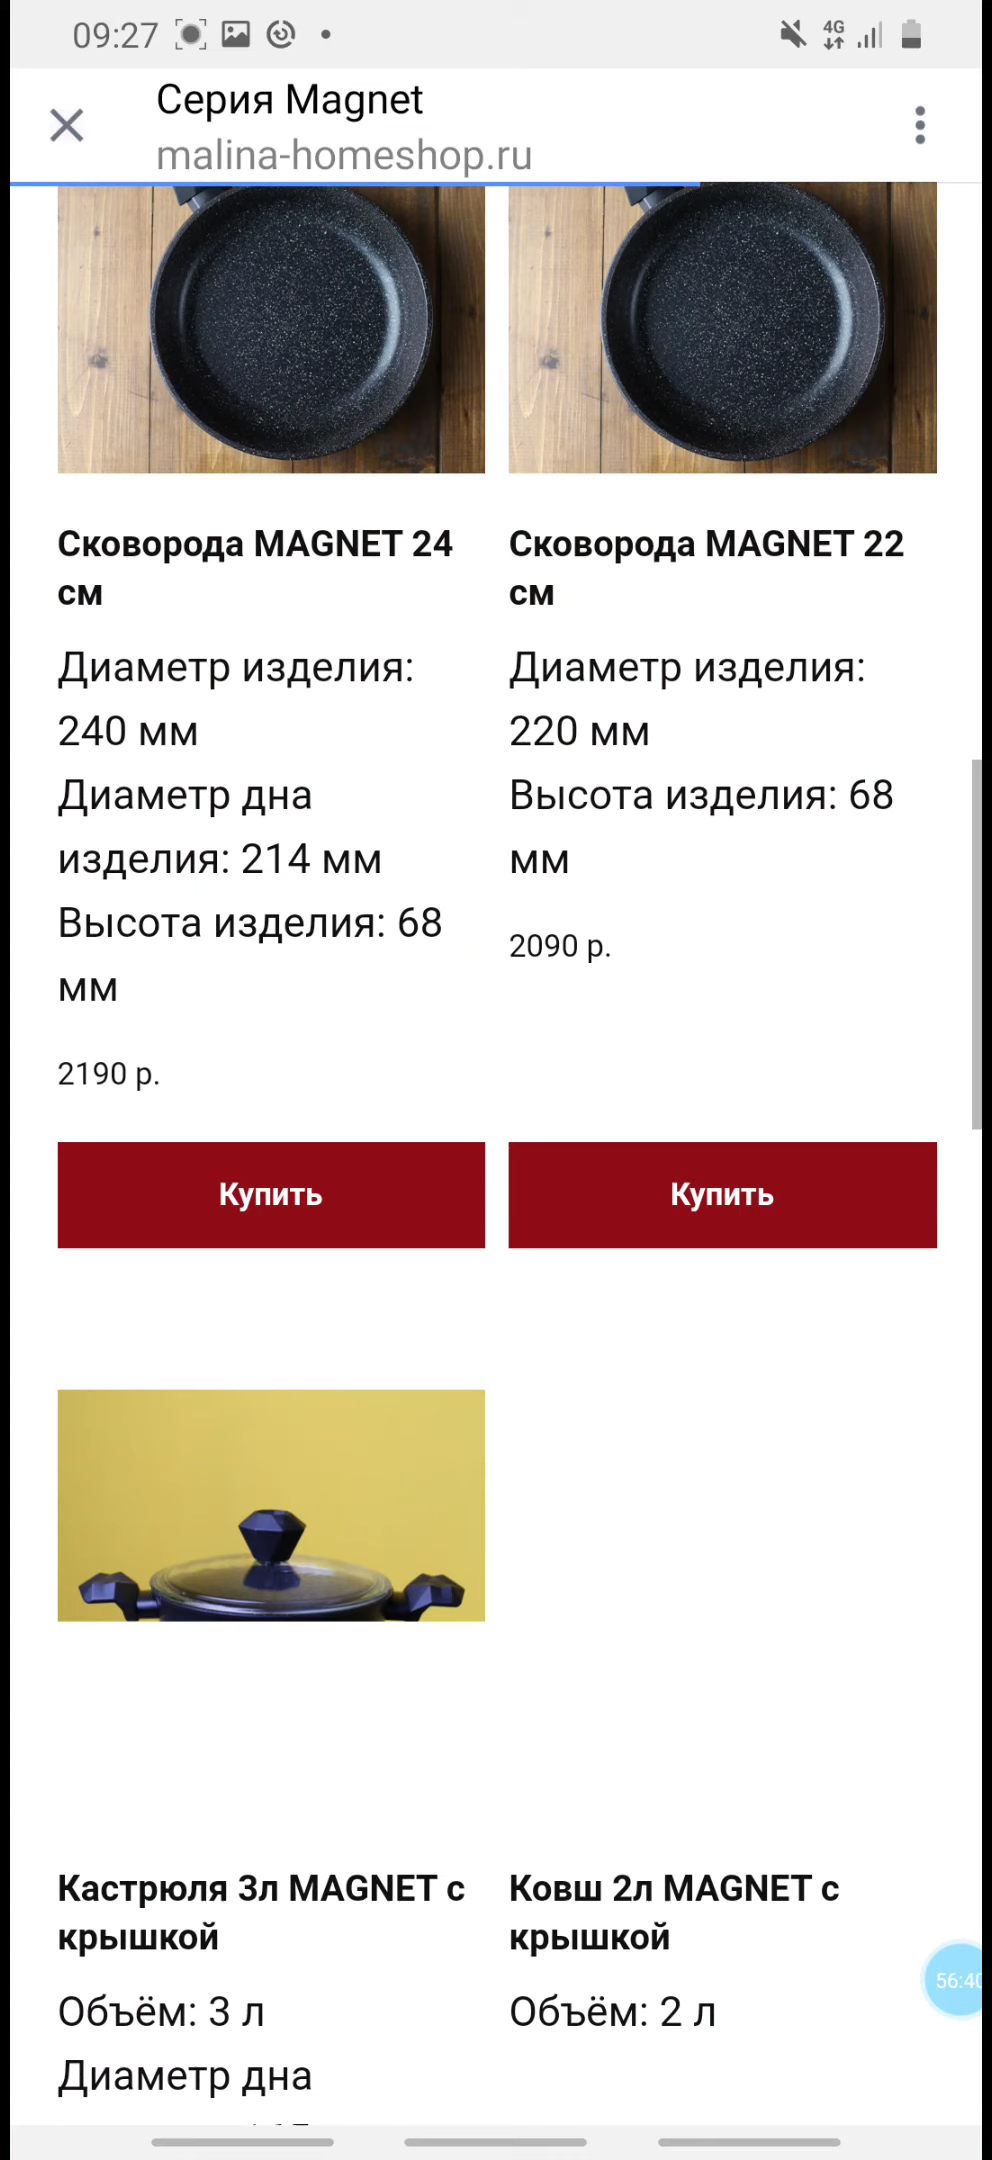 09:27
4G
Серия Magnet
malina-homeshop.ru
Сковорода MAGNET 24
см
Диаметр изделия:
240 мм
Диаметр дна
изделия: 214 мм
Высота изделия: 68
мм
2190 р.
Купить
Сковорода MAGNET 22
см
Диаметр изделия:
220 мм
Высота изделия: 68
мм
2090 р.
Купить
Кастрюля 3л MAGNET с
крышкой
Объём: 3 л
Диаметр дна
Ковш 2л MAGNET с
крышкой
Объём: 2 л
56:40